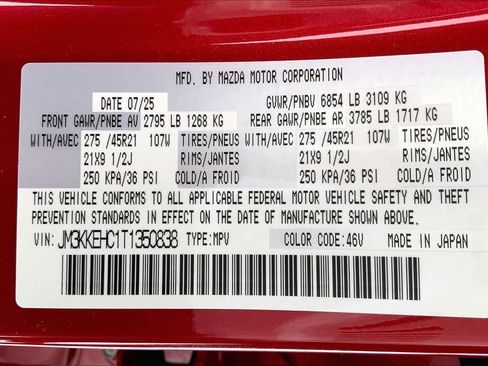 MFD. BY MAZDA MOTOR CORPORATION
DATE 07/25 GVWR/PNBV 6854 LB 3109 KG
FRONT GAWR/PNBE AV 2795 LB 1268 KG REAR GAWR/PNBE AR 3785 LB 1717 KG
WITH/AVEC 275 /45R21 107W TIRES/PNEUS WITH/AVEC 275 /45R21 107W TIRES/PNEUS
21X9 1/2J RIMS/JANTES 21X9 1/2J RIMS/JANTES
250 KPA/36 PSI COLD/A FROID 250 KPA/36 PSI COLD/A FROID
THIS VEHICLE CONFORMS TO ALL APPLICABLE FEDERAL MOTOR VEHICLE SAFETY AND THEFT
PREVENTION STANDARDS IN EFFECT ON THE DATE OF MANUFACTURE SHOWN ABOVE.
VIN: JM3KKEHC1T1350838 TYPE:MPV COLOR CODE:46V MADE IN JAPAN